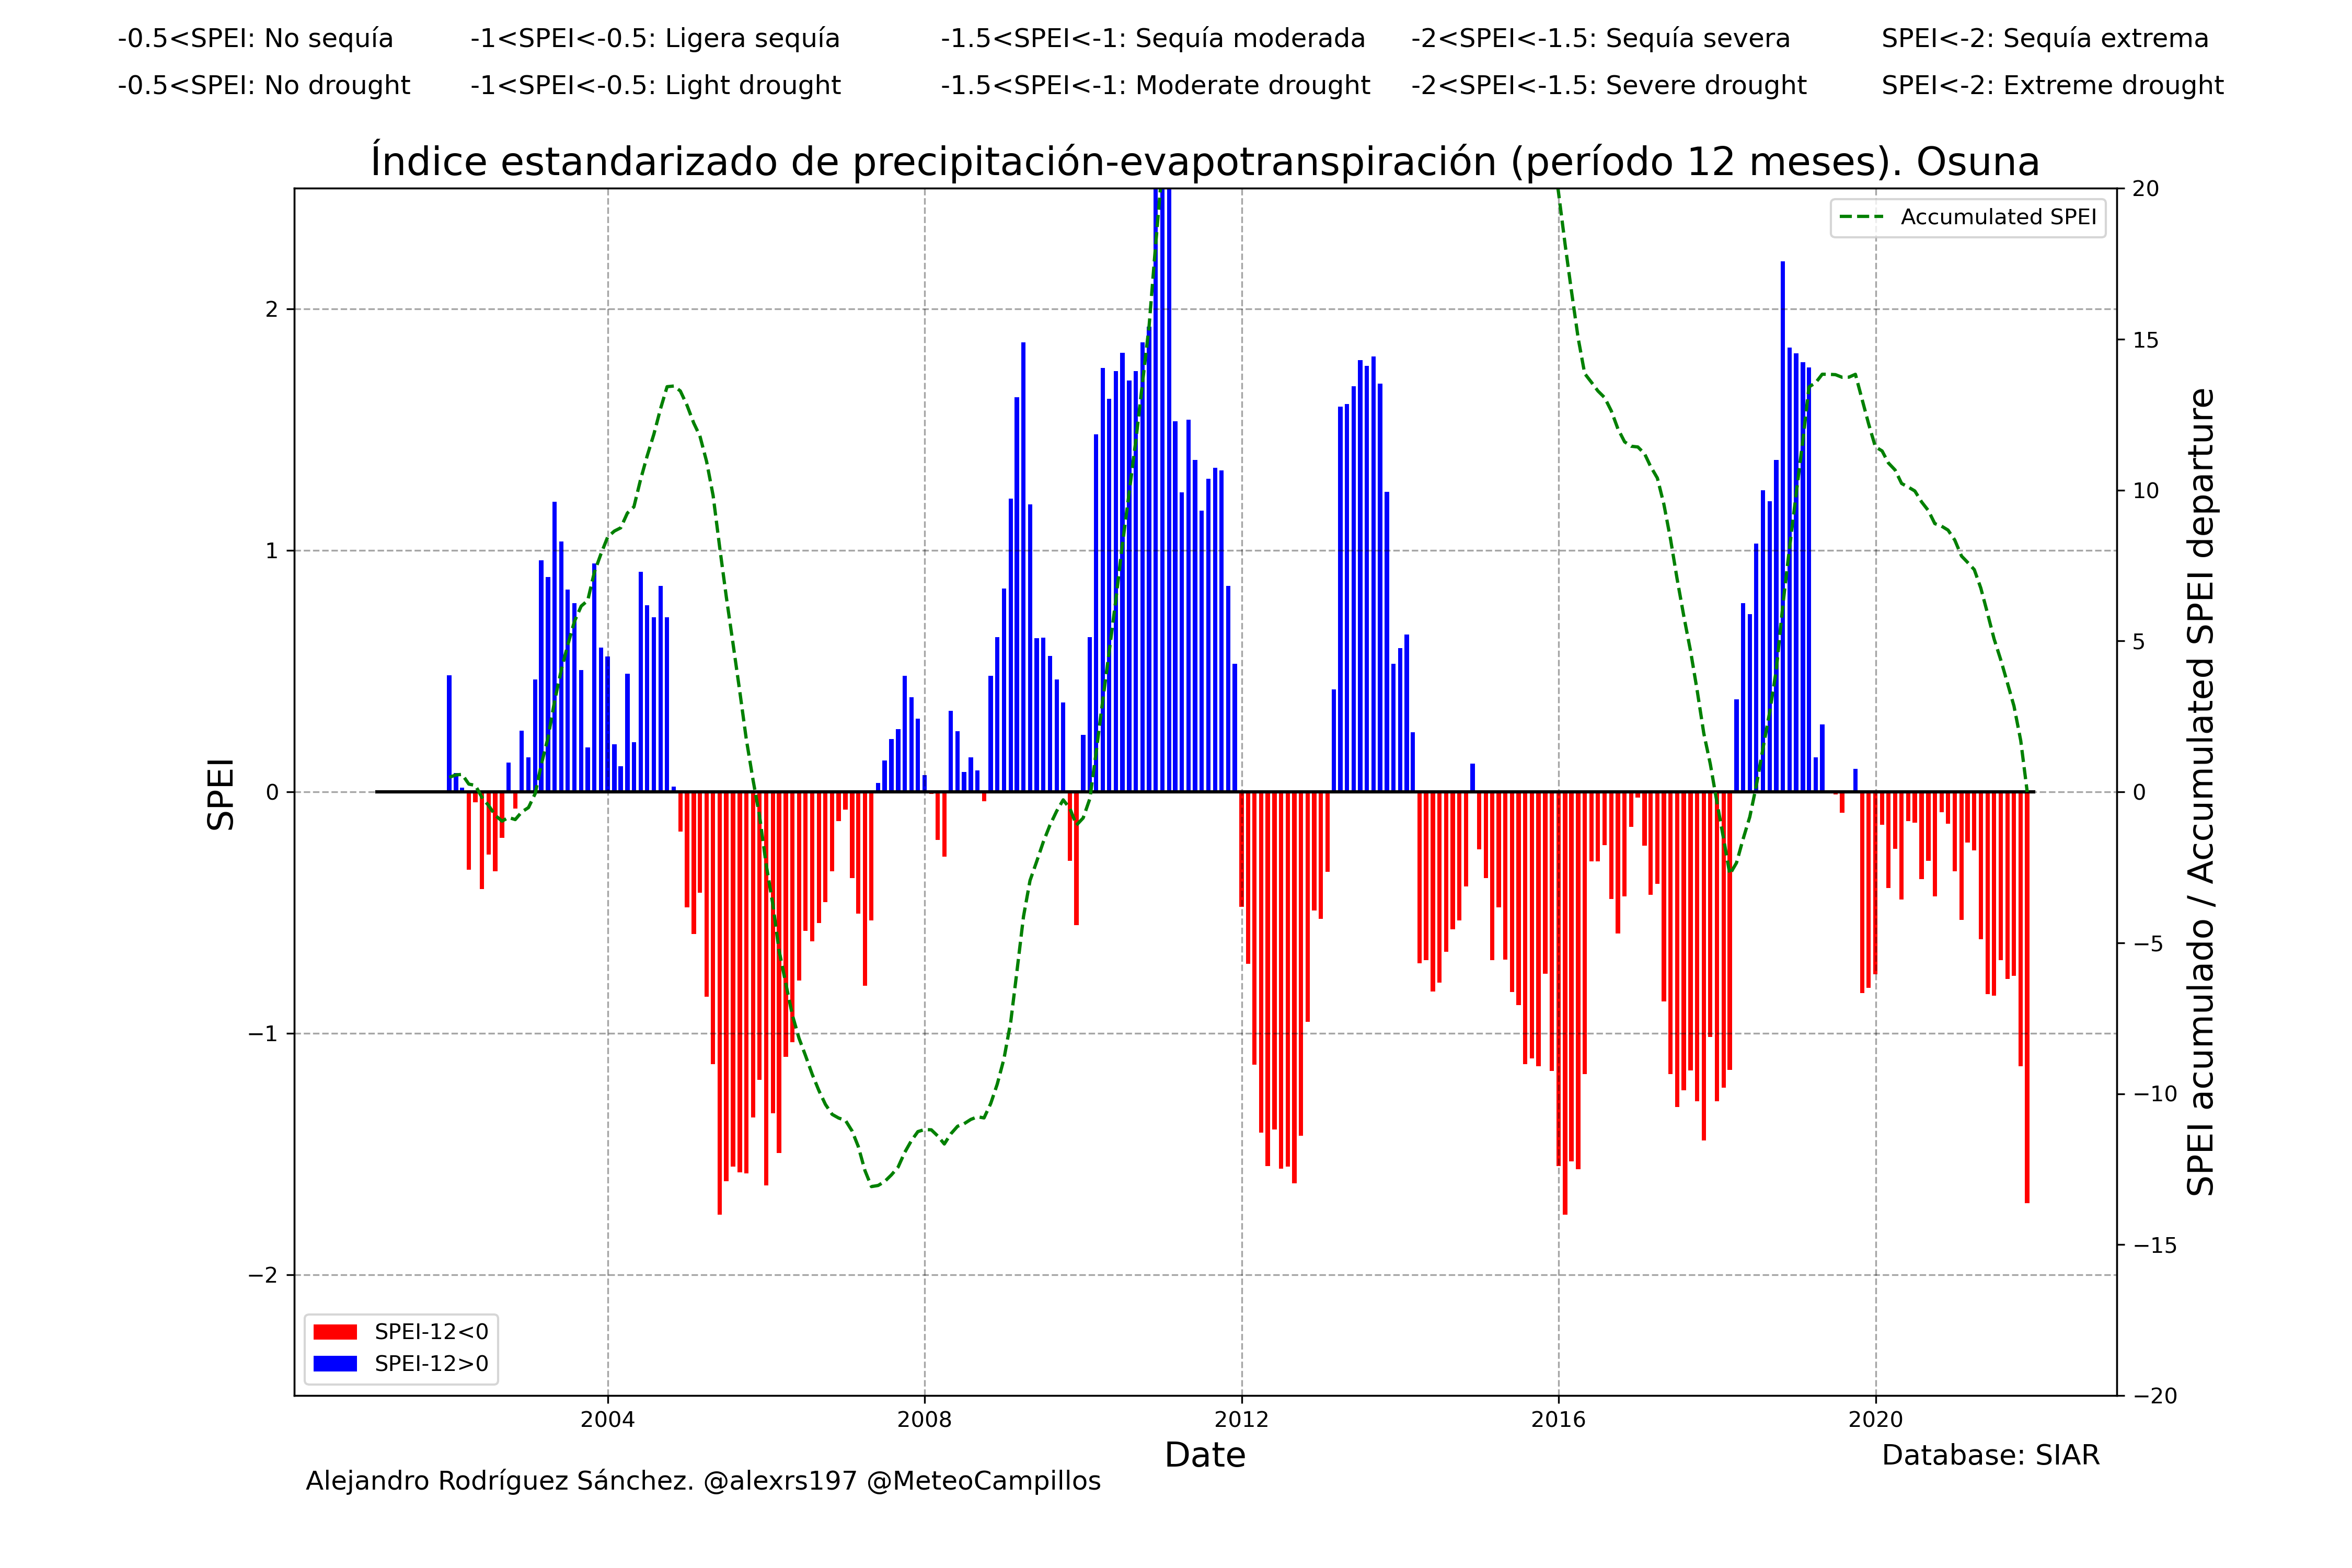 -0.5<SPEI: No sequía -1<SPEI<-0.5: Ligera sequía -1.5<SPEI<-1: Sequía moderada -2<SPEI<-1.5: Sequía severa SPEI<-2: Sequía extrema
-0.5<SPEI: No drought -1<SPEI<-0.5: Light drought -1.5<SPEI<-1: Moderate drought -2<SPEI<-1.5: Severe drought SPEI<-2: Extreme drought
Índice estandarizado de precipitación-evapotranspiración (período 12 meses). Osuna
SPEI
2
1
0
−1
−2
Accumulated SPEI
20
15
10
5
0
−5
−10
−15
−20
SPEI acumulado / Accumulated SPEI departure
SPEI-12<0
SPEI-12>0
2004 2008 2012 2016 2020
Date
Database: SIAR
Alejandro Rodríguez Sánchez. @alexrs197 @MeteoCampillos